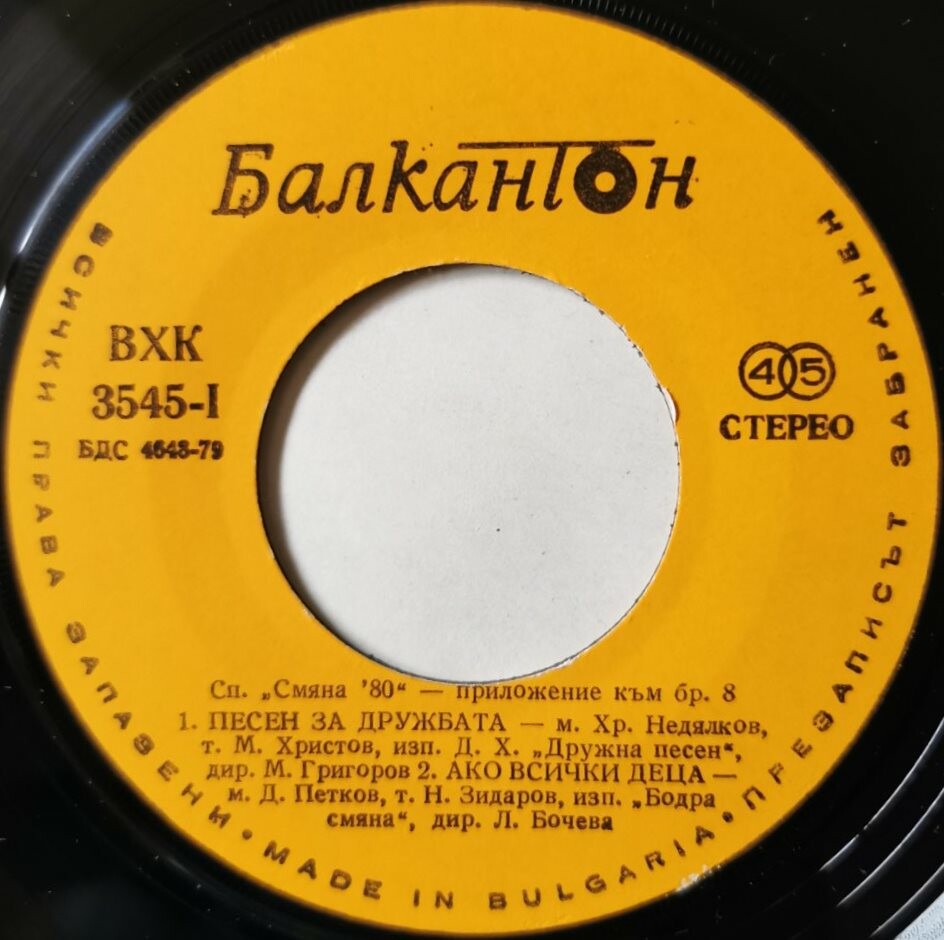 Балкантон
ВХК
3545-I
БДС 4643-79
45
СТЕРЕО
Сп. „Смяна '80“ — приложение към бр. 8
1. ПЕСЕН ЗА ДРУЖБАТА — м. Хр. Недялков,
т. М. Христов, изп. Д. Х. „Дружна песен“,
дир. М. Григоров 2. АКО ВСИЧКИ ДЕЦА —
м. Д. Петков, т. Н. Зидаров, изп. „Бодра
смяна“, дир. Л. Бочева
ВСИЧКИ ПРАВА ЗАПАЗЕНИ • MADE IN BULGARIA • ПРЕЗАПИСЪТ ЗАБРАНЕН